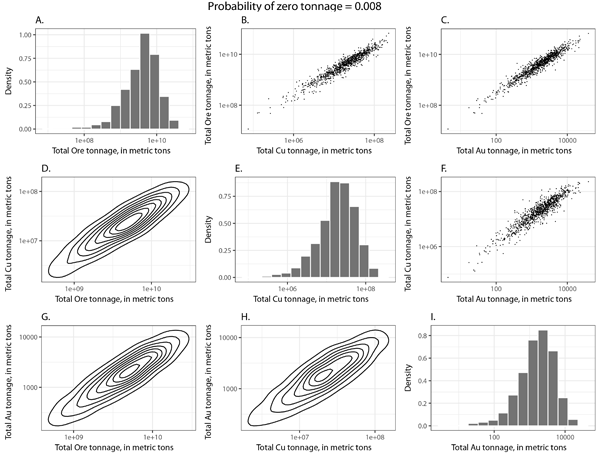 Probability of zero tonnage = 0.008
A.
Density
1.00
0.75
0.50
0.25
0.00
1e+08
1e+10
Total Ore tonnage, in metric tons
B.
Total Ore tonnage, in metric tons
1e+10
1e+08
1e+06
1e+08
Total Cu tonnage, in metric tons
C.
Total Ore tonnage, in metric tons
1e+10
1e+08
100
10000
Total Au tonnage, in metric tons
D.
Total Cu tonnage, in metric tons
1e+08
1e+07
1e+09
1e+10
Total Ore tonnage, in metric tons
E.
Density
0.75
0.50
0.25
0.00
1e+06
1e+08
Total Cu tonnage, in metric tons
F.
Total Cu tonnage, in metric tons
1e+08
1e+06
100
10000
Total Au tonnage, in metric tons
G.
Total Au tonnage, in metric tons
10000
1000
1e+09
1e+10
Total Ore tonnage, in metric tons
H.
Total Au tonnage, in metric tons
10000
1000
1e+07
1e+08
Total Cu tonnage, in metric tons
I.
Density
0.8
0.6
0.4
0.2
0.0
100
10000
Total Au tonnage, in metric tons